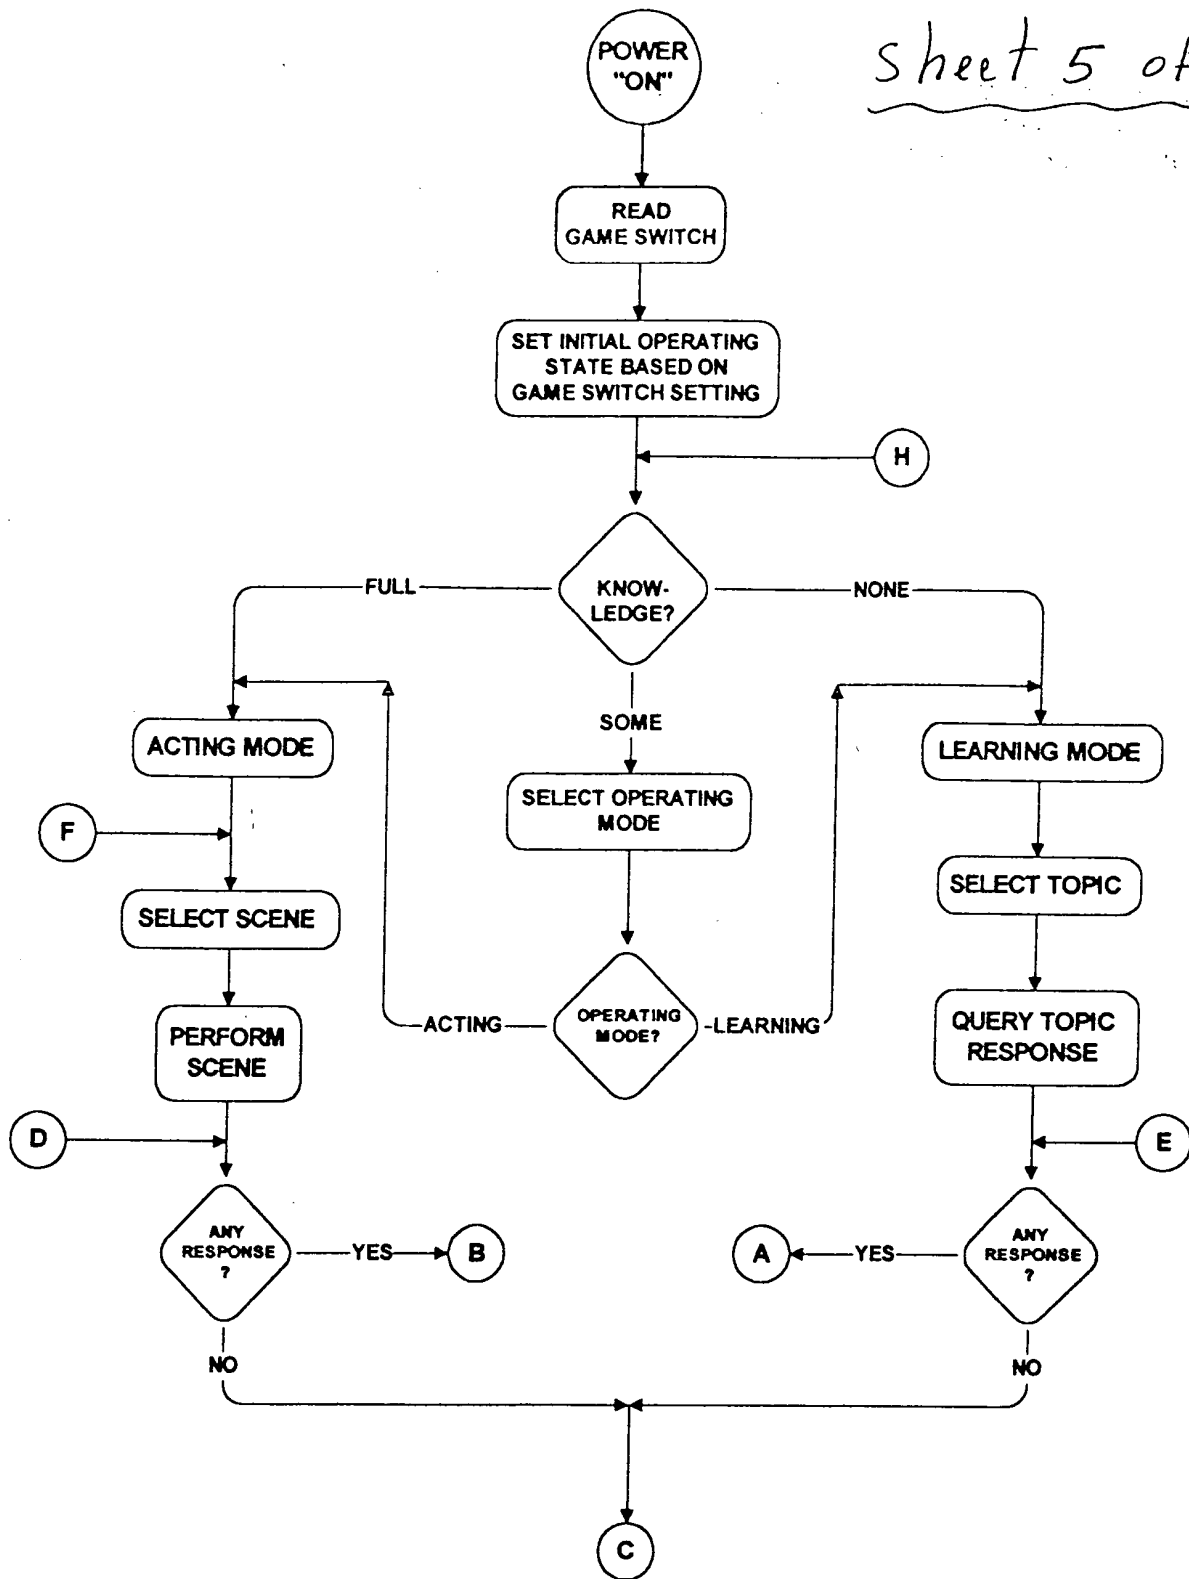 sheet 5 of
POWER
"ON"
READ
GAME SWITCH
SET INITIAL OPERATING
STATE BASED ON
GAME SWITCH SETTING
H
KNOW-
LEDGE?
FULL
NONE
SOME
ACTING MODE
LEARNING MODE
SELECT OPERATING
MODE
F
SELECT SCENE
SELECT TOPIC
PERFORM
SCENE
ACTING
OPERATING
MODE?
LEARNING
QUERY TOPIC
RESPONSE
D
E
ANY
RESPONSE
?
YES
B
A
YES
ANY
RESPONSE
?
NO
NO
C